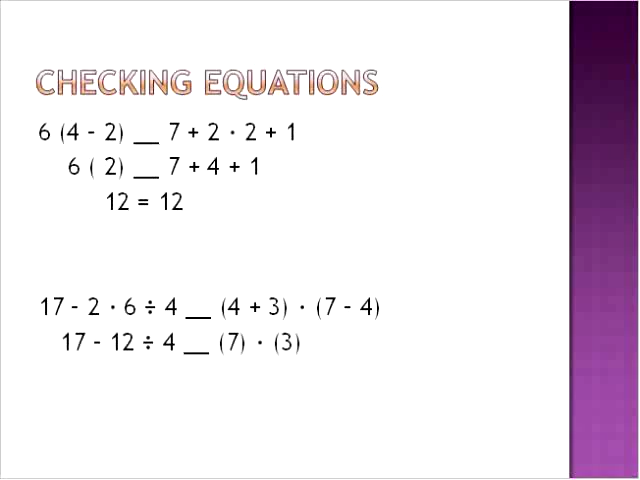 CHECKING EQUATIONS
6 (4 – 2) __ 7 + 2 · 2 + 1
6 ( 2) __ 7 + 4 + 1
12 = 12
17 – 2 · 6 ÷ 4 __ (4 + 3) · (7 – 4)
17 – 12 ÷ 4 __ (7) · (3)